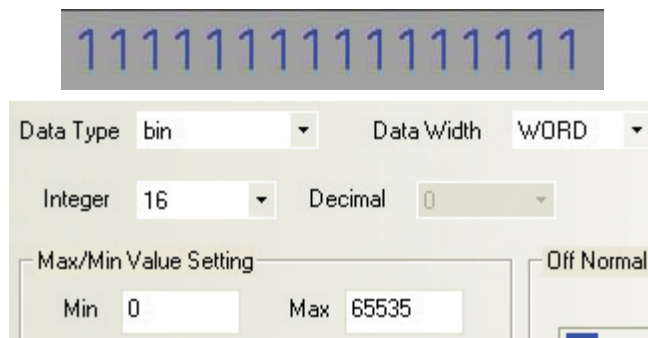 1111111111111111
Data Type bin Data Width WORD
Integer 16 Decimal 0
Max/Min Value Setting Off Normal
Min 0 Max 65535